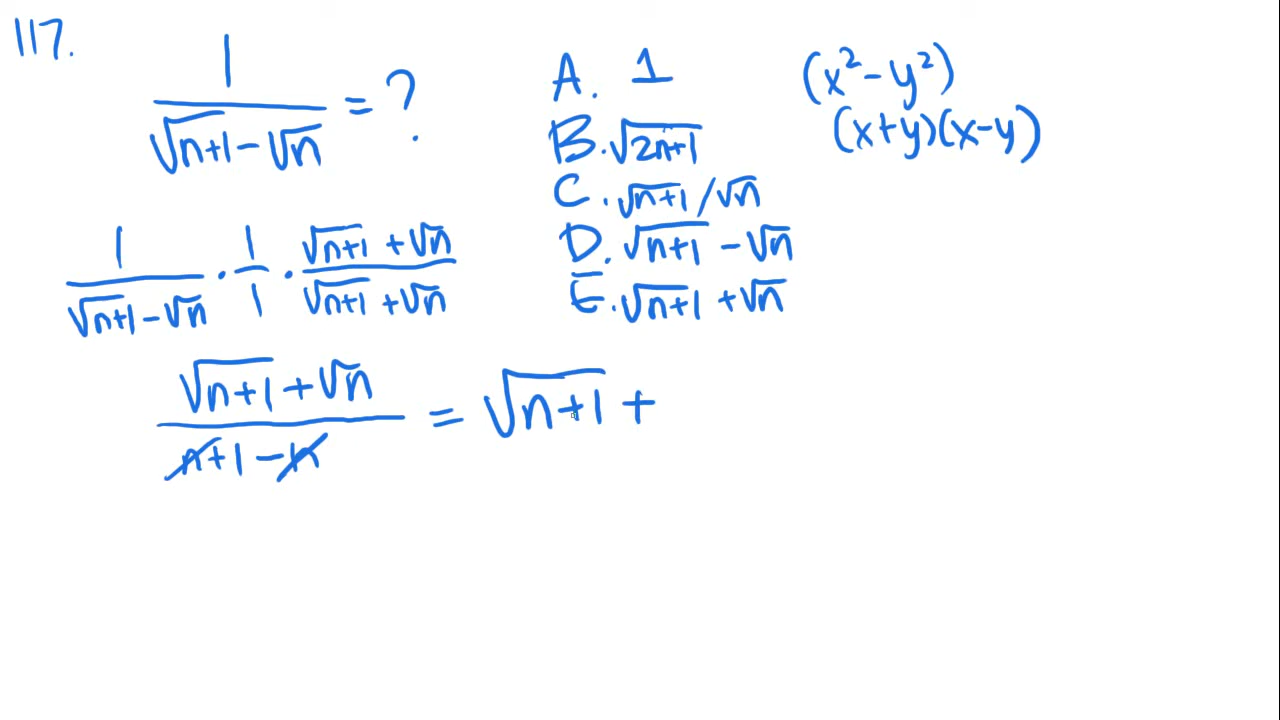 117.
1/(√(n+1) − √n) = ?
A. 1
B. √(2n+1)
C. √(n+1) / √n
D. √(n+1) − √n
E. √(n+1) + √n
(x² − y²)
(x+y)(x−y)
1/(√(n+1) − √n) · 1/1 · (√(n+1) + √n)/(√(n+1) + √n)
(√(n+1) + √n)/(n+1−n) = √(n+1) +